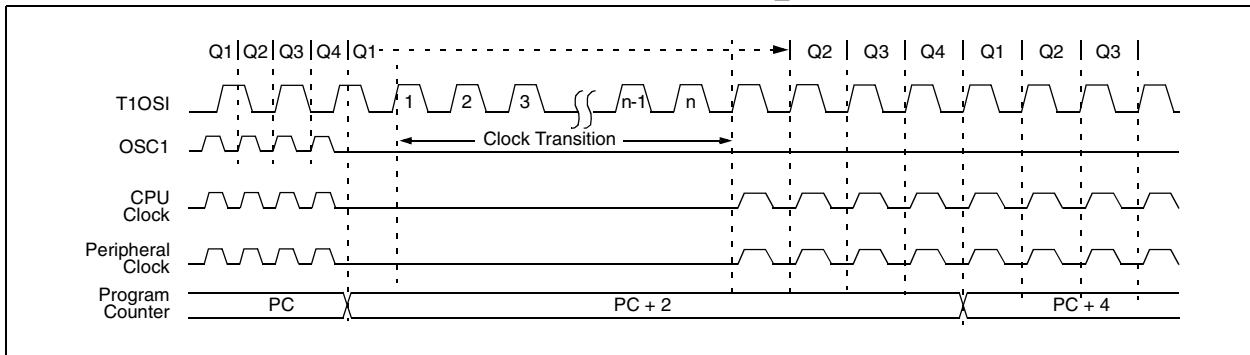 Q1 Q2 Q3 Q4 Q1 Q2 Q3 Q4 Q1 Q2 Q3
T1OSI 1 2 3 n-1 n
Clock Transition
OSC1
CPU
Clock
Peripheral
Clock
Program
Counter
PC PC + 2 PC + 4